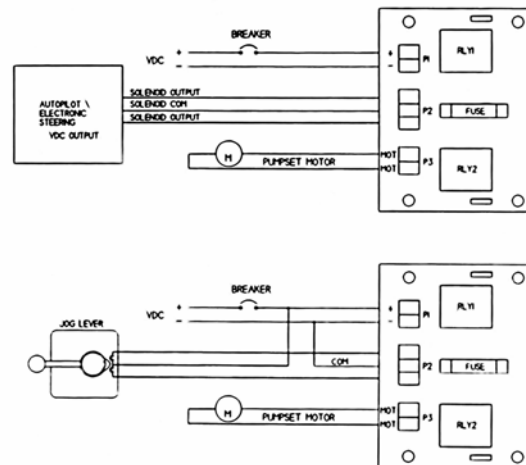 BREAKER
+
VDC
-
+
-
P1
RLY1
AUTOPILOT \
ELECTRONIC
STEERING
VDC OUTPUT
SOLENOID OUTPUT
SOLENOID COM
SOLENOID OUTPUT
P2
FUSE
M
PUMPSET MOTOR
MOT
MOT
P3
RLY2
BREAKER
+
VDC
-
+
-
P1
RLY1
JOG LEVER
COM
P2
FUSE
M
PUMPSET MOTOR
MOT
MOT
P3
RLY2